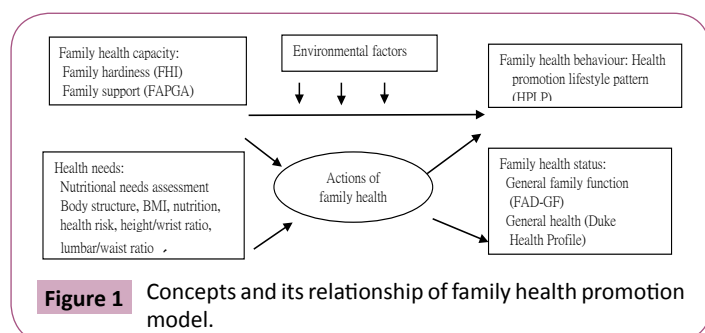 Family health capacity:
Family hardiness (FHI)
Family support (FAPGA)
Environmental factors
Family health behaviour: Health
promotion lifestyle pattern
(HPLP)
Health needs:
Nutritional needs assessment
Body structure, BMI, nutrition,
health risk, height/wrist ratio,
lumbar/waist ratio
Actions of
family health
Family health status:
General family function
(FAD-GF)
General health (Duke
Health Profile)
Figure 1 Concepts and its relationship of family health promotion
model.